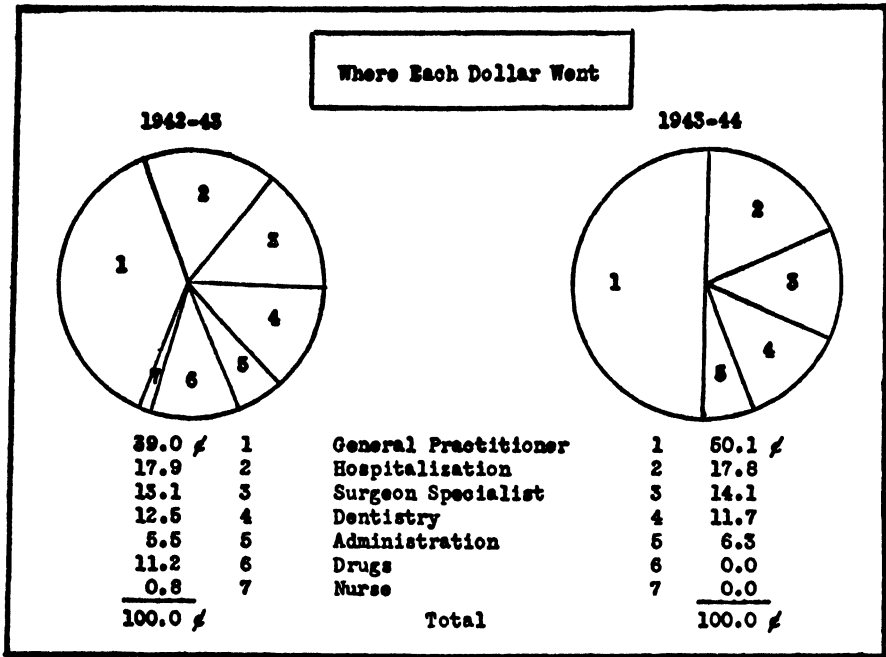 Where Each Dollar Went
1942-43 1943-44
2 2
3 3
1 1
4 4
5 5
6
7
39.0 ¢ 1 General Practitioner 1 50.1 ¢
17.9 2 Hospitalization 2 17.8
13.1 3 Surgeon Specialist 3 14.1
12.5 4 Dentistry 4 11.7
5.5 5 Administration 5 6.3
11.2 6 Drugs 6 0.0
0.8 7 Nurse 7 0.0
100.0 ¢ Total 100.0 ¢